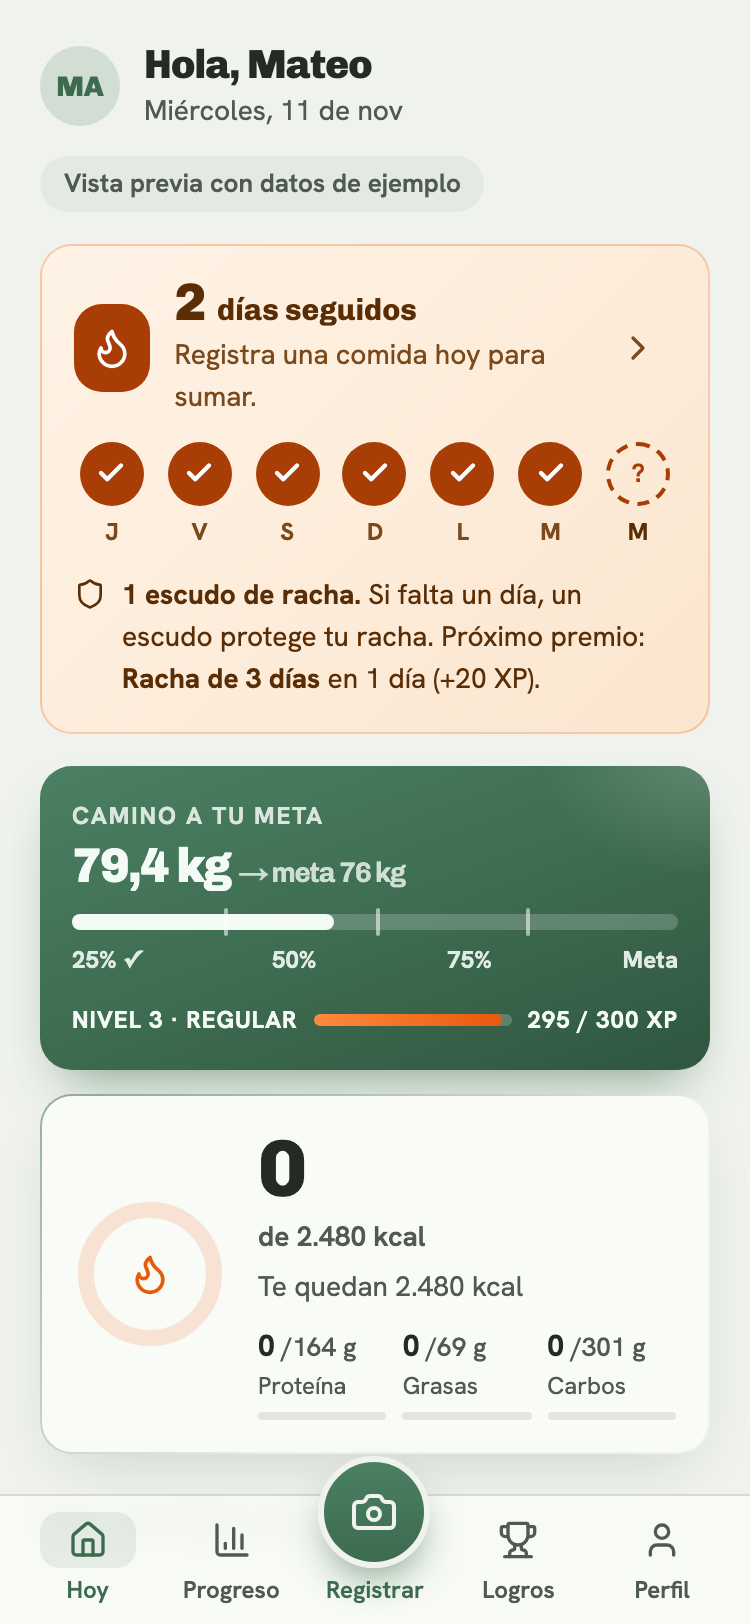 MA
Hola, Mateo
Miércoles, 11 de nov
Vista previa con datos de ejemplo
2 días seguidos
Registra una comida hoy para
sumar.
?
J V S D L M M
1 escudo de racha. Si falta un día, un
escudo protege tu racha. Próximo premio:
Racha de 3 días en 1 día (+20 XP).
CAMINO A TU META
79,4 kg → meta 76 kg
25% ✓ 50% 75% Meta
NIVEL 3 · REGULAR 295 / 300 XP
0
de 2.480 kcal
Te quedan 2.480 kcal
0 /164 g 0 /69 g 0 /301 g
Proteína Grasas Carbos
Hoy Progreso Registrar Logros Perfil